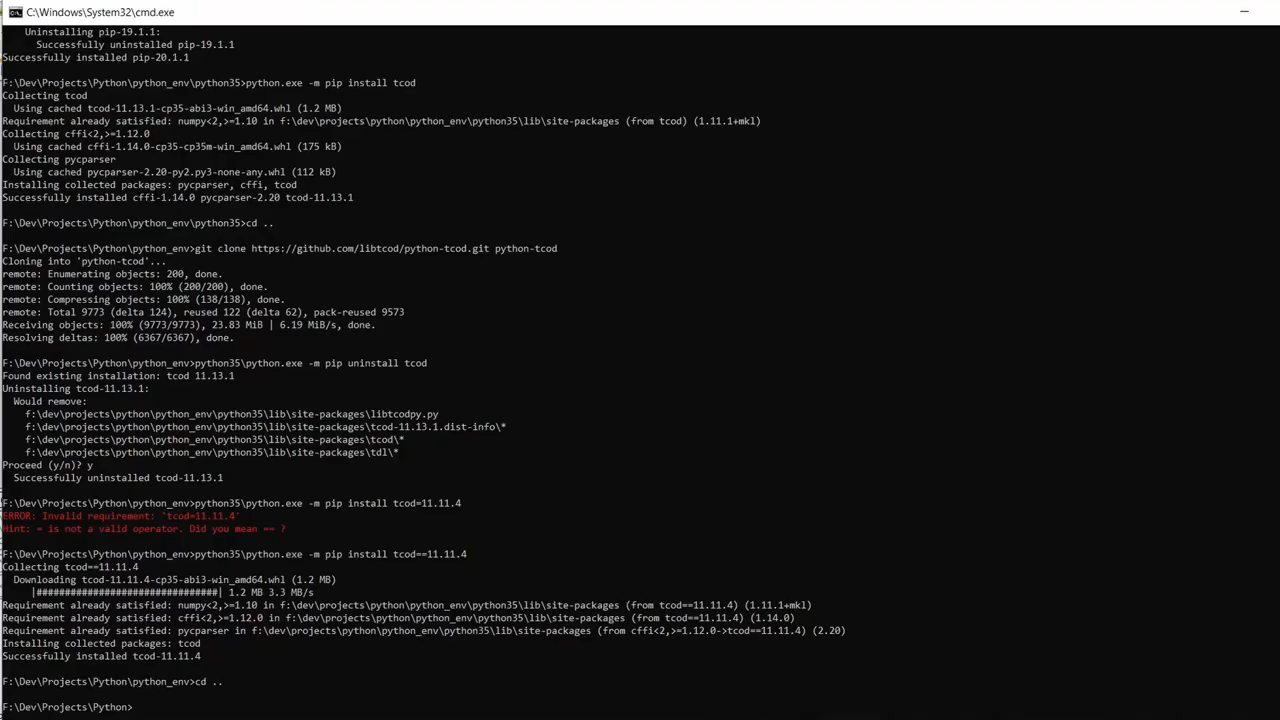 C:\Windows\System32\cmd.exe
Uninstalling pip-19.1.1:
Successfully uninstalled pip-19.1.1
Successfully installed pip-20.1.1
F:\Dev\Projects\Python\python_env\python35>python.exe -m pip install tcod
Collecting tcod
Using cached tcod-11.13.1-cp35-abi3-win_amd64.whl (1.2 MB)
Requirement already satisfied: numpy<2,>=1.10 in f:\dev\projects\python\python_env\python35\lib\site-packages (from tcod) (1.11.1+mkl)
Collecting cffi<2,>=1.12.0
Using cached cffi-1.14.0-cp35-cp35m-win_amd64.whl (175 kB)
Collecting pycparser
Using cached pycparser-2.20-py2.py3-none-any.whl (112 kB)
Installing collected packages: pycparser, cffi, tcod
Successfully installed cffi-1.14.0 pycparser-2.20 tcod-11.13.1
F:\Dev\Projects\Python\python_env\python35>cd ..
F:\Dev\Projects\Python\python_env>git clone https://github.com/libtcod/python-tcod.git python-tcod
Cloning into 'python-tcod'...
remote: Enumerating objects: 200, done.
remote: Counting objects: 100% (200/200), done.
remote: Compressing objects: 100% (138/138), done.
remote: Total 9773 (delta 124), reused 122 (delta 62), pack-reused 9573
Receiving objects: 100% (9773/9773), 23.83 MiB | 6.19 MiB/s, done.
Resolving deltas: 100% (6367/6367), done.
F:\Dev\Projects\Python\python_env>python35\python.exe -m pip uninstall tcod
Found existing installation: tcod 11.13.1
Uninstalling tcod-11.13.1:
Would remove:
f:\dev\projects\python\python_env\python35\lib\site-packages\libtcodpy.py
f:\dev\projects\python\python_env\python35\lib\site-packages\tcod-11.13.1.dist-info\*
f:\dev\projects\python\python_env\python35\lib\site-packages\tcod\*
f:\dev\projects\python\python_env\python35\lib\site-packages\tdl\*
Proceed (y/n)? y
Successfully uninstalled tcod-11.13.1
F:\Dev\Projects\Python\python_env>python35\python.exe -m pip install tcod=11.11.4
ERROR: Invalid requirement: 'tcod=11.11.4'
Hint: = is not a valid operator. Did you mean == ?
F:\Dev\Projects\Python\python_env>python35\python.exe -m pip install tcod==11.11.4
Collecting tcod==11.11.4
Downloading tcod-11.11.4-cp35-abi3-win_amd64.whl (1.2 MB)
|################################| 1.2 MB 3.3 MB/s
Requirement already satisfied: numpy<2,>=1.10 in f:\dev\projects\python\python_env\python35\lib\site-packages (from tcod==11.11.4) (1.11.1+mkl)
Requirement already satisfied: cffi<2,>=1.12.0 in f:\dev\projects\python\python_env\python35\lib\site-packages (from tcod==11.11.4) (1.14.0)
Requirement already satisfied: pycparser in f:\dev\projects\python\python_env\python35\lib\site-packages (from cffi<2,>=1.12.0->tcod==11.11.4) (2.20)
Installing collected packages: tcod
Successfully installed tcod-11.11.4
F:\Dev\Projects\Python\python_env>cd ..
F:\Dev\Projects\Python>